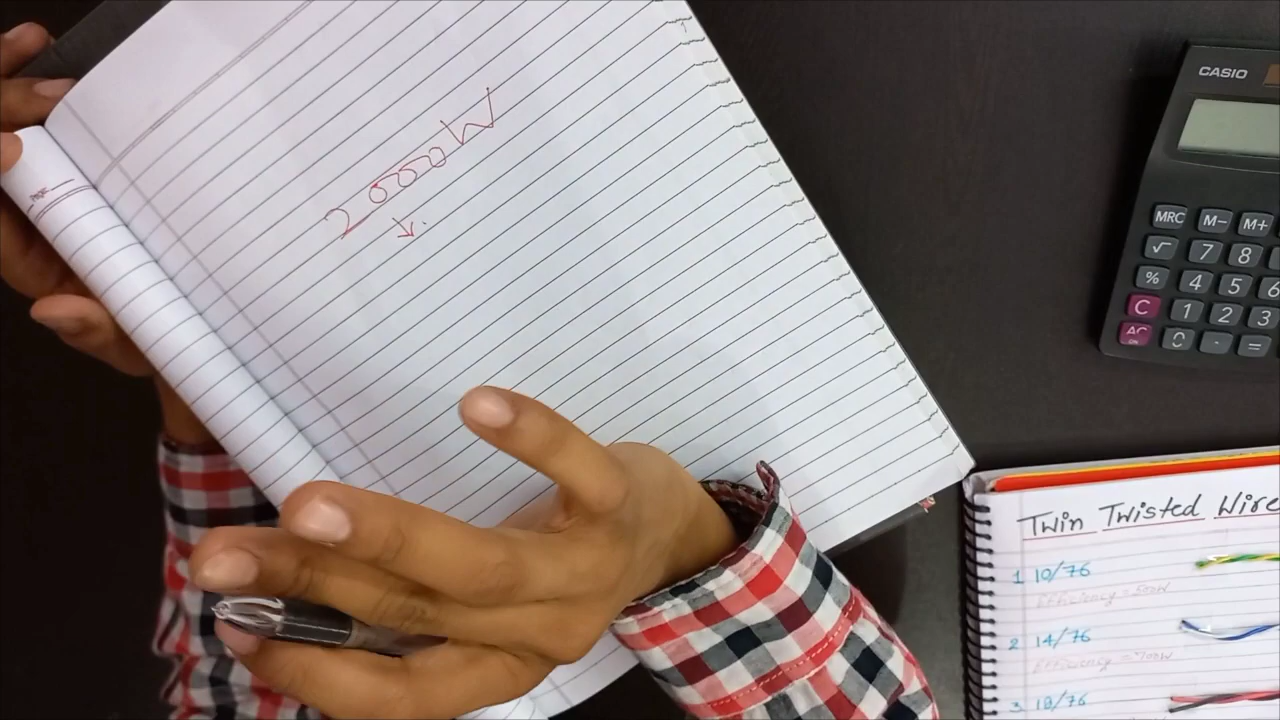 2000W
PAGE
CASIO
MRC M- M+
√ 7 8
% 4 5 6
C 1 2 3
AC 0 . =
Twin Twisted Wire
1 10/76
Efficiency = 500W
2 14/76
Efficiency = 700W
3 18/76